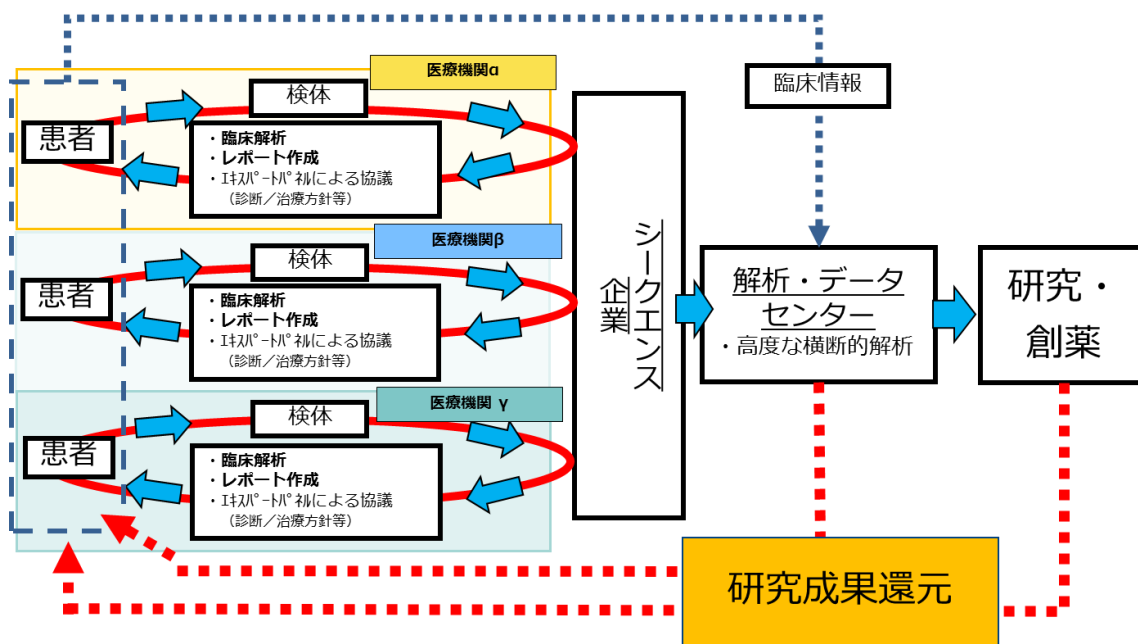 医療機関α
検体
患者
・臨床解析
・レポート作成
・ｴｷｽﾊﾟｰﾄﾊﾟﾈﾙによる協議
（診断／治療方針等）
医療機関β
検体
患者
・臨床解析
・レポート作成
・ｴｷｽﾊﾟｰﾄﾊﾟﾈﾙによる協議
（診断／治療方針等）
医療機関 γ
検体
患者
・臨床解析
・レポート作成
・ｴｷｽﾊﾟｰﾄﾊﾟﾈﾙによる協議
（診断／治療方針等）
シークエンス
企業
臨床情報
解析・データ
センター
・高度な横断的解析
研究・
創薬
研究成果還元